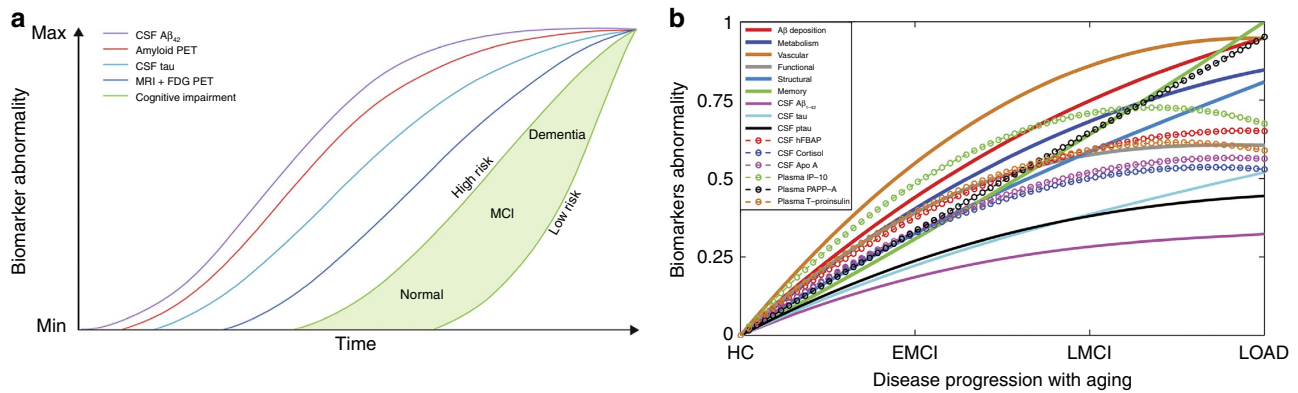 a
Max
CSF Aβ₄₂
Amyloid PET
CSF tau
MRI + FDG PET
Cognitive impairment
Biomarker abnormality
High risk
Dementia
MCI
Low risk
Normal
Min
Time
b
1
0.75
0.5
0.25
0
Biomarkers abnormality
Aβ deposition
Metabolism
Vascular
Functional
Structural
Memory
CSF Aβ₁₋₄₂
CSF tau
CSF ptau
CSF hFBAP
CSF Cortisol
CSF Apo A
Plasma IP−10
Plasma PAPP−A
Plasma T−proinsulin
HC
EMCI
LMCI
LOAD
Disease progression with aging